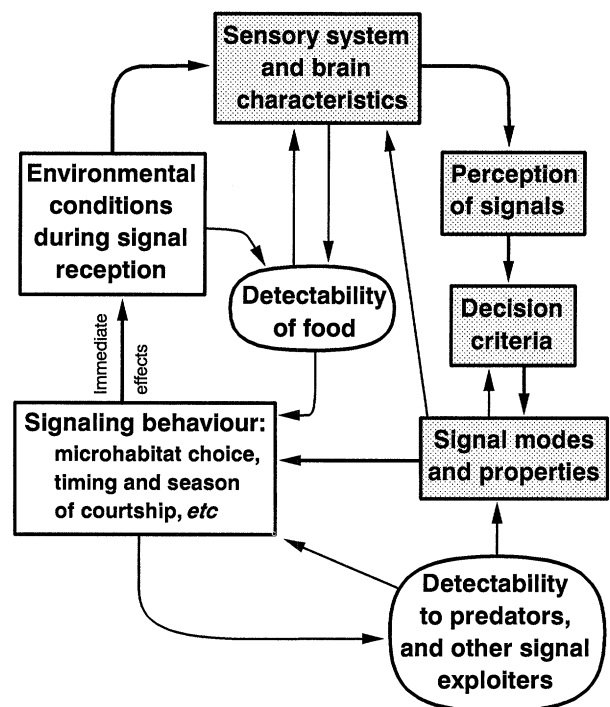 Sensory system
and brain
characteristics
Environmental
conditions
during signal
reception
Perception
of signals
Detectability
of food
Decision
criteria
Immediate
effects
Signaling behaviour:
microhabitat choice,
timing and season
of courtship, etc
Signal modes
and properties
Detectability
to predators,
and other signal
exploiters